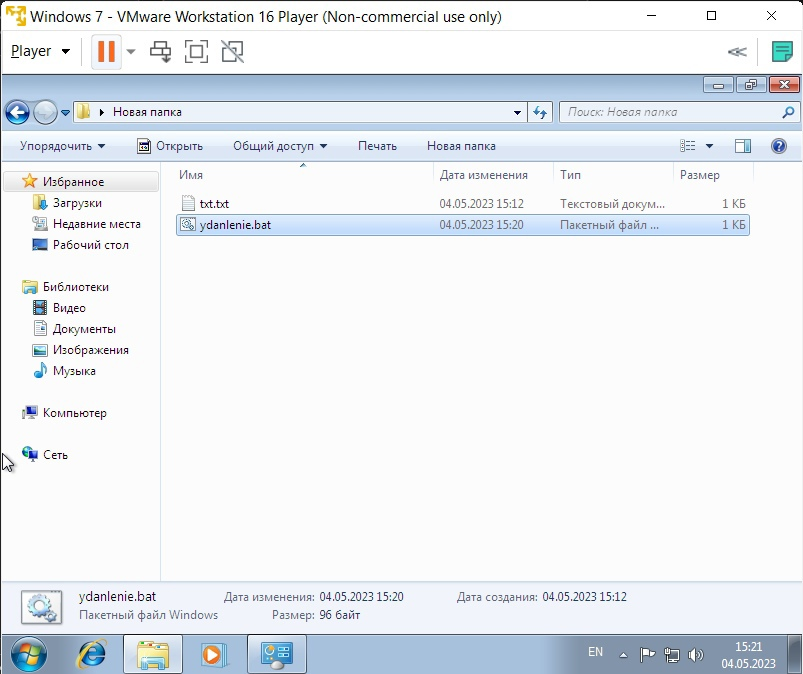 Windows 7 - VMware Workstation 16 Player (Non-commercial use only)
Player
Новая папка
Поиск: Новая папка
Упорядочить
Открыть
Общий доступ
Печать
Новая папка
Имя
Дата изменения
Тип
Размер
txt.txt
04.05.2023 15:12
Текстовый докум...
1 КБ
ydanlenie.bat
04.05.2023 15:20
Пакетный файл ...
1 КБ
Избранное
Загрузки
Недавние места
Рабочий стол
Библиотеки
Видео
Документы
Изображения
Музыка
Компьютер
Сеть
ydanlenie.bat
Дата изменения: 04.05.2023 15:20
Дата создания: 04.05.2023 15:12
Пакетный файл Windows
Размер: 96 байт
EN
15:21
04.05.2023